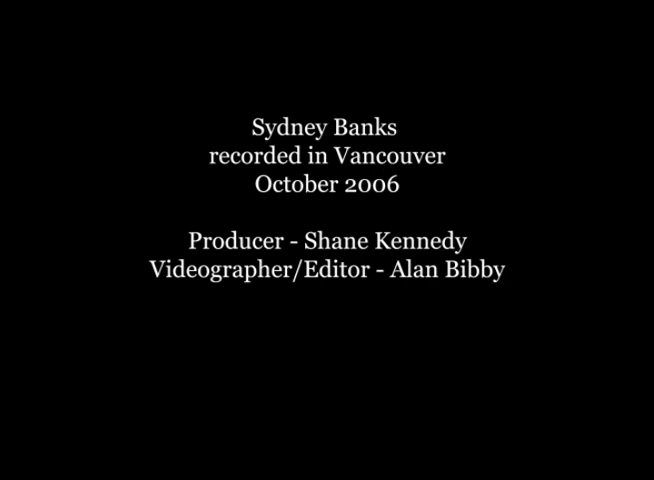 Sydney Banks
recorded in Vancouver
October 2006
Producer - Shane Kennedy
Videographer/Editor - Alan Bibby